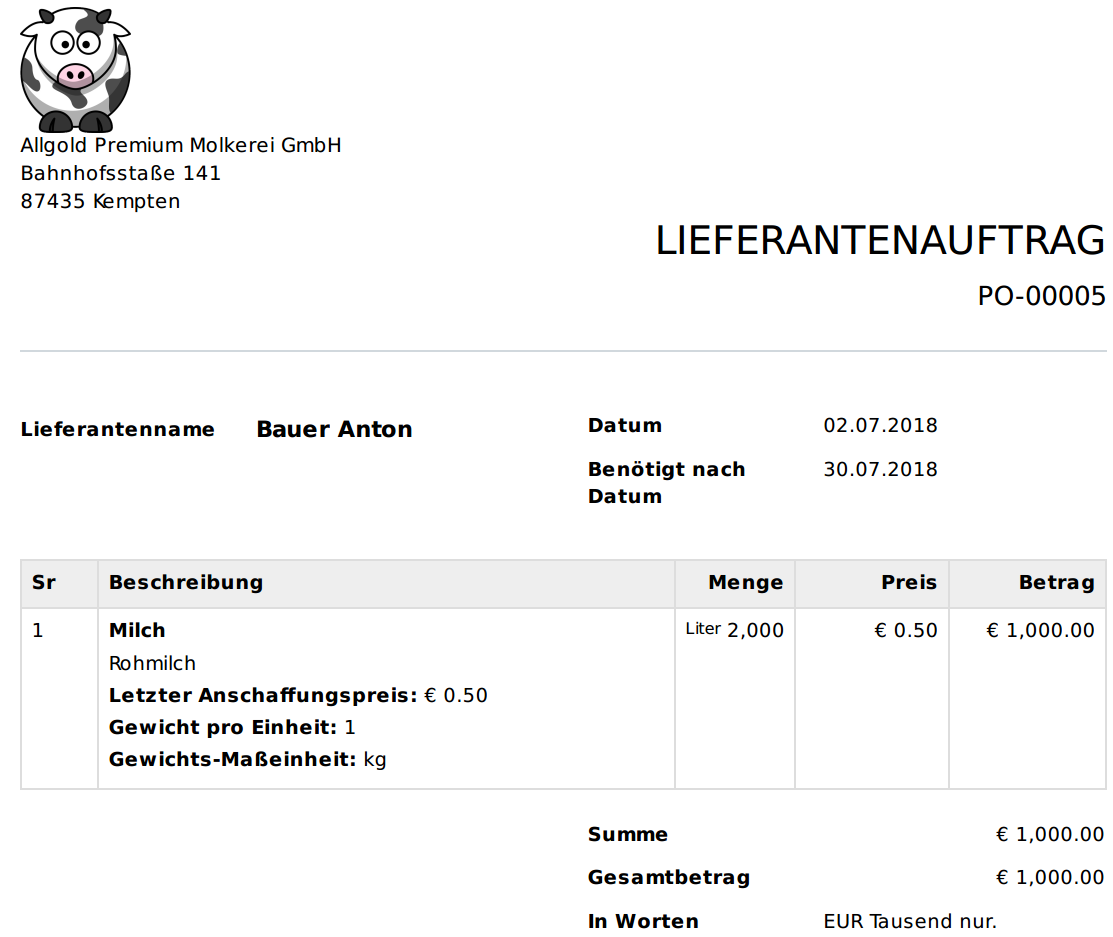 Allgold Premium Molkerei GmbH
Bahnhofsstaße 141
87435 Kempten
LIEFERANTENAUFTRAG
PO-00005
Lieferantenname Bauer Anton
Datum 02.07.2018
Benötigt nach Datum 30.07.2018
Sr Beschreibung Menge Preis Betrag
1 Milch Liter 2,000 € 0.50 € 1,000.00
Rohmilch
Letzter Anschaffungspreis: € 0.50
Gewicht pro Einheit: 1
Gewichts-Maßeinheit: kg
Summe € 1,000.00
Gesamtbetrag € 1,000.00
In Worten EUR Tausend nur.